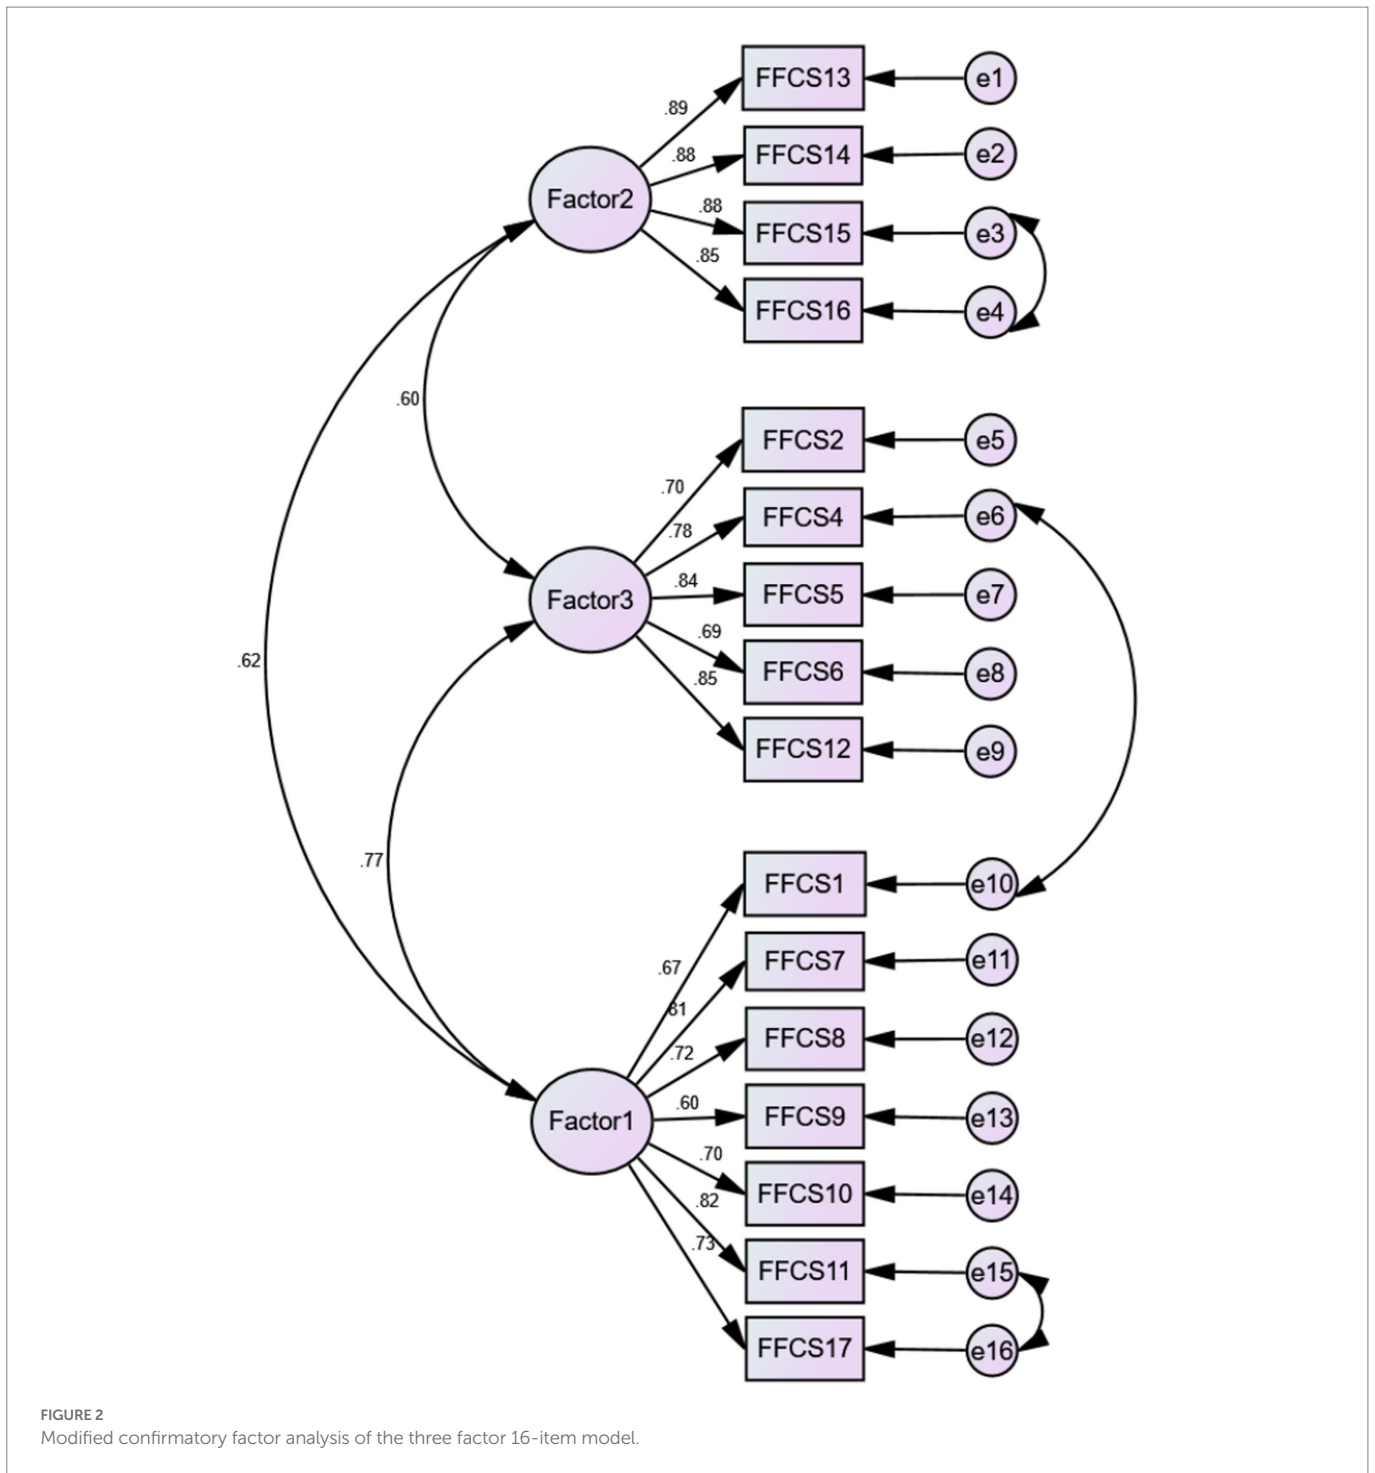 FFCS13
e1
.89
FFCS14
e2
.88
Factor2
FFCS15
e3
.88
FFCS16
e4
.85
.60
FFCS2
e5
.70
FFCS4
e6
.78
Factor3
FFCS5
e7
.84
FFCS6
e8
.69
FFCS12
e9
.85
.62
.77
FFCS1
e10
.67
FFCS7
e11
.81
FFCS8
e12
.72
Factor1
FFCS9
e13
.60
FFCS10
e14
.70
FFCS11
e15
.82
FFCS17
e16
.73
FIGURE 2
Modified confirmatory factor analysis of the three factor 16-item model.